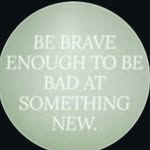 BE BRAVE
ENOUGH TO BE
BAD AT
SOMETHING
NEW.